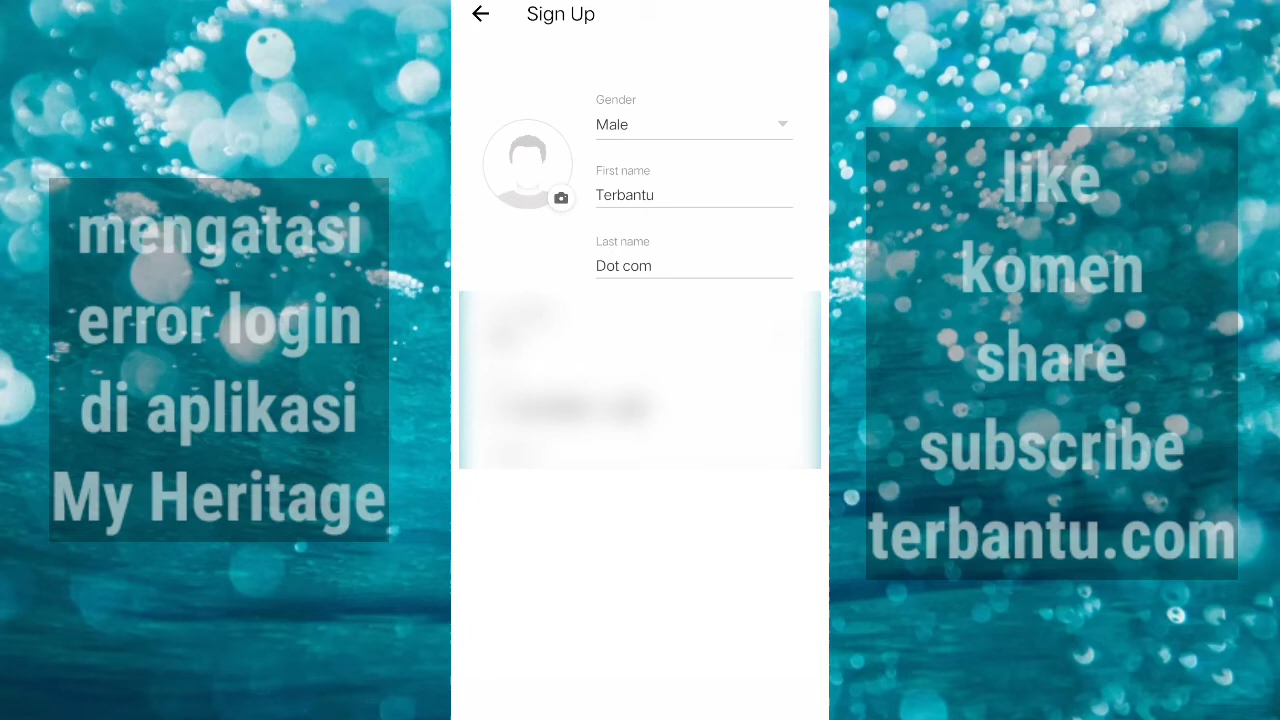 mengatasi
error login
di aplikasi
My Heritage
Sign Up
Gender
Male
First name
Terbantu
Last name
Dot com
like
komen
share
subscribe
terbantu.com